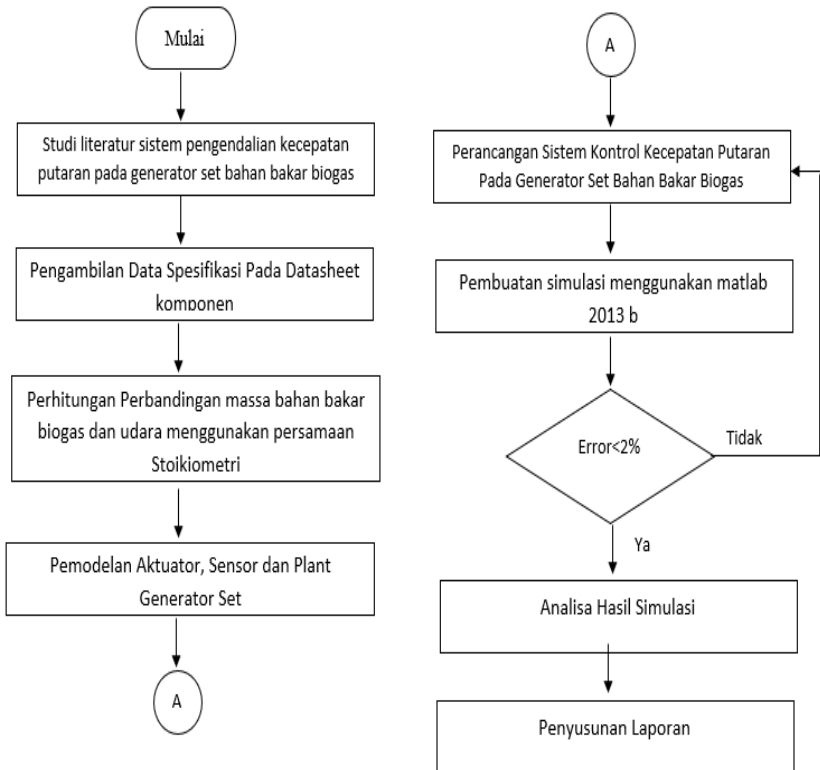 Mulai
Studi literatur sistem pengendalian kecepatan
putaran pada generator set bahan bakar biogas
Pengambilan Data Spesifikasi Pada Datasheet
komponen
Perhitungan Perbandingan massa bahan bakar
biogas dan udara menggunakan persamaan
Stoikiometri
Pemodelan Aktuator, Sensor dan Plant
Generator Set
A
A
Perancangan Sistem Kontrol Kecepatan Putaran
Pada Generator Set Bahan Bakar Biogas
Pembuatan simulasi menggunakan matlab
2013 b
Error<2%
Tidak
Ya
Analisa Hasil Simulasi
Penyusunan Laporan